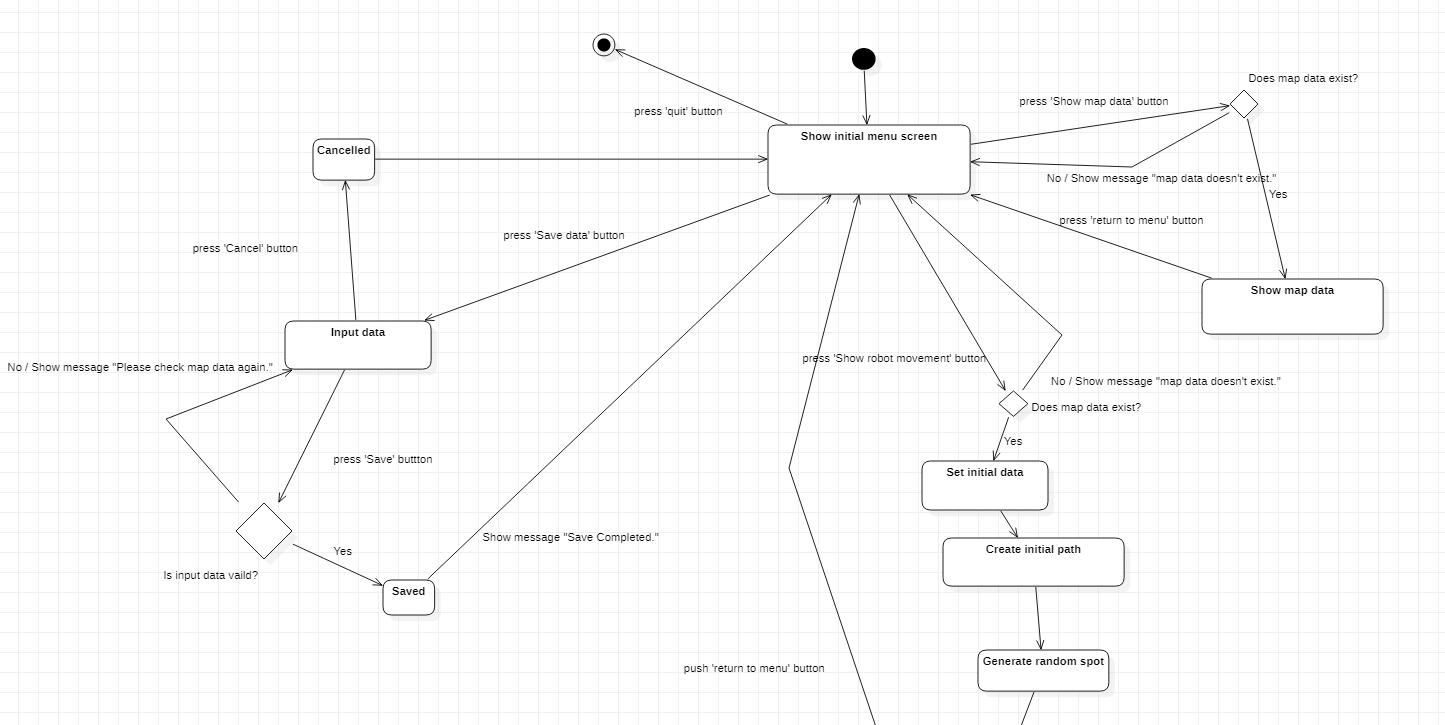 Does map data exist?
press 'Show map data' button
press 'quit' button
Show initial menu screen
Cancelled
No / Show message "map data doesn't exist."
Yes
press 'return to menu' button
press 'Save data' button
press 'Cancel' button
Show map data
Input data
press 'Show robot movement' button
No / Show message "Please check map data again."
No / Show message "map data doesn't exist."
Does map data exist?
Yes
press 'Save' buttton
Set initial data
Show message "Save Completed."
Yes
Create initial path
Is input data vaild?
Saved
Generate random spot
push 'return to menu' button